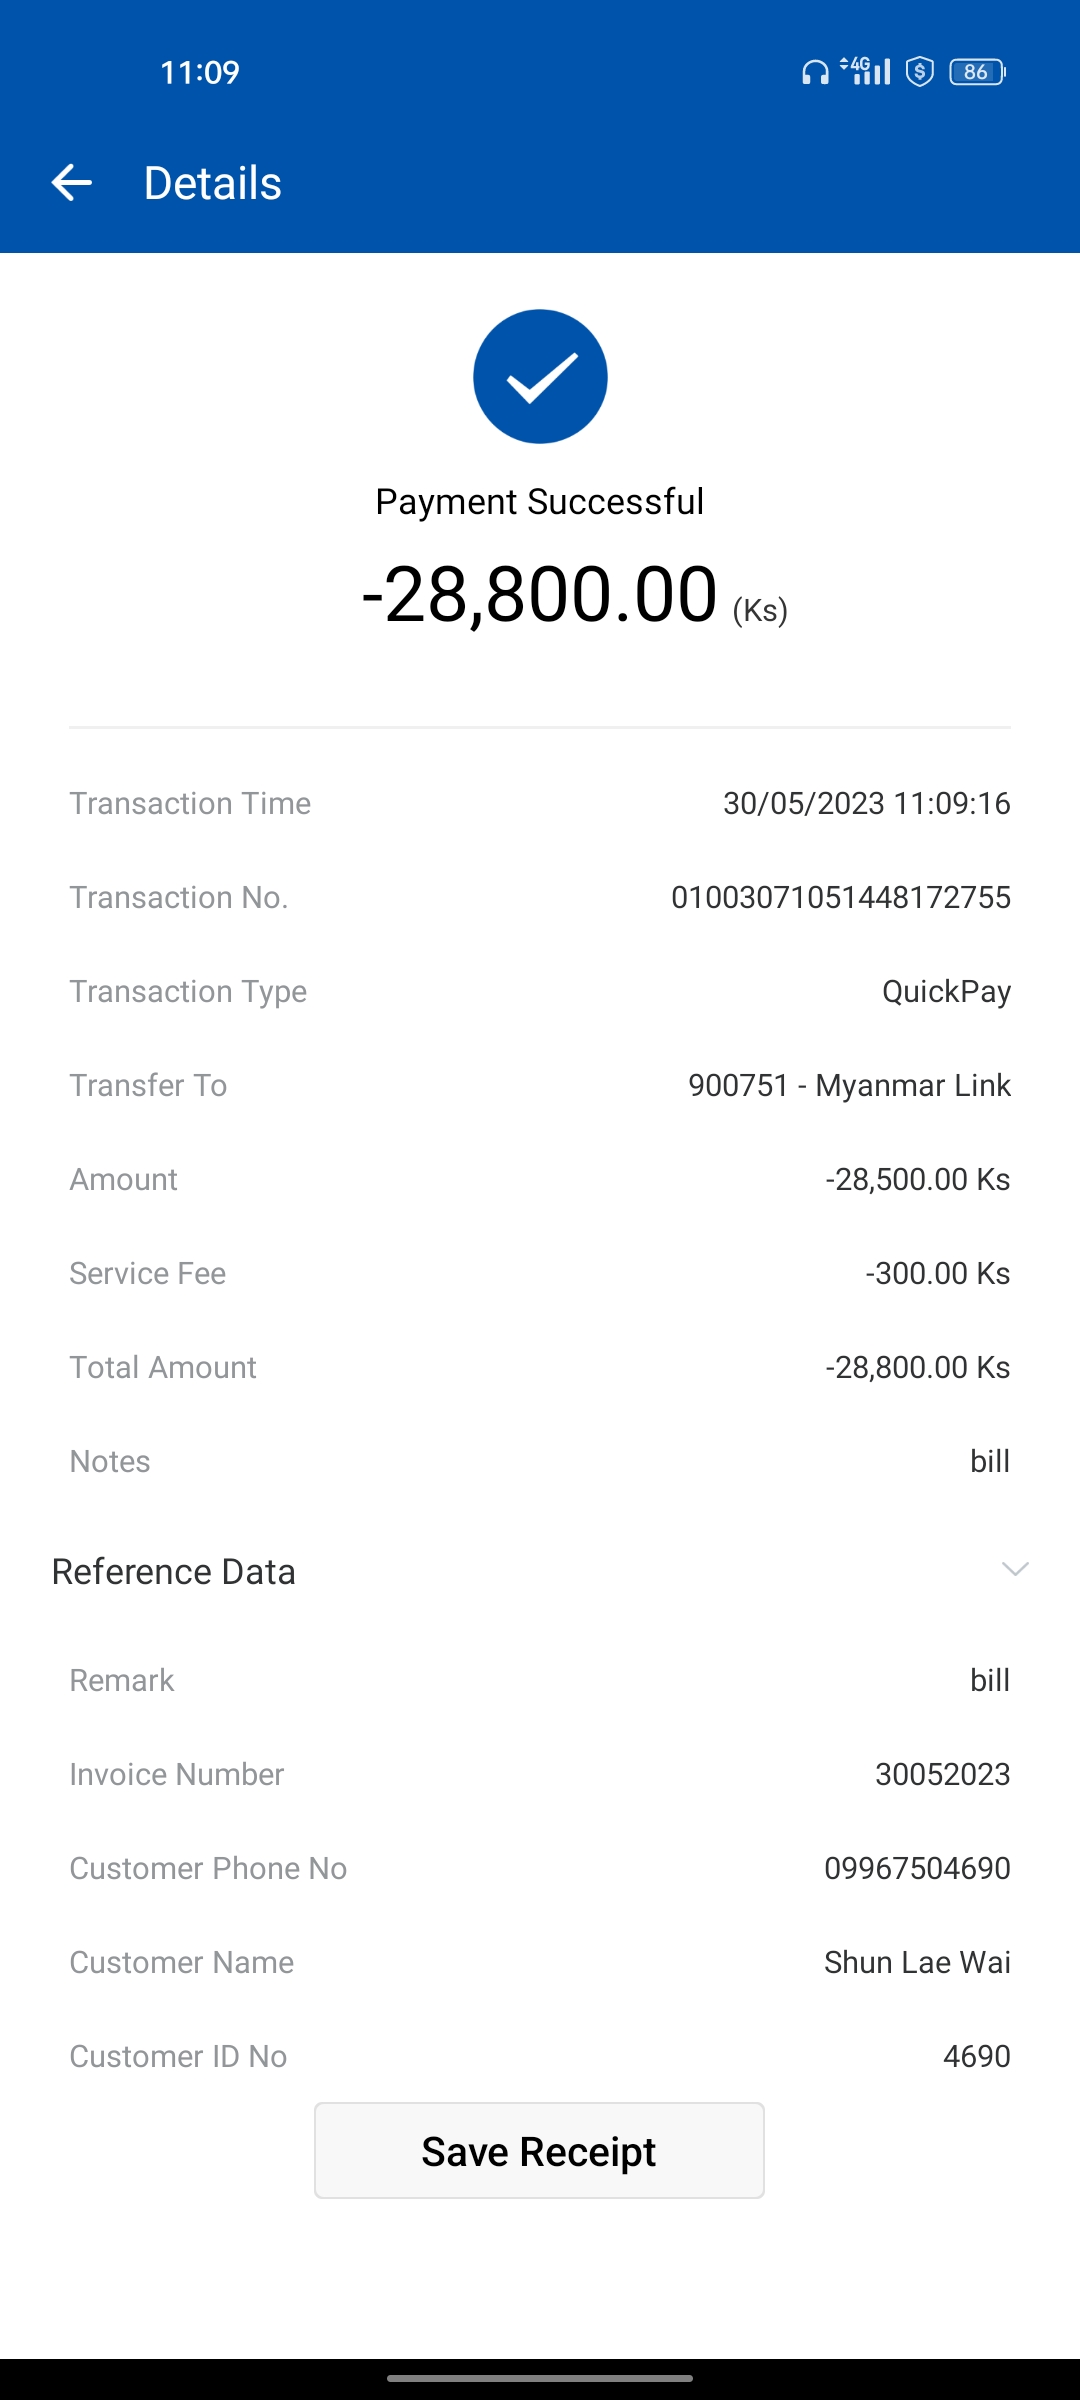 11:09
4G
86
Details
Payment Successful
-28,800.00 (Ks)
Transaction Time 30/05/2023 11:09:16
Transaction No. 01003071051448172755
Transaction Type QuickPay
Transfer To 900751 - Myanmar Link
Amount -28,500.00 Ks
Service Fee -300.00 Ks
Total Amount -28,800.00 Ks
Notes bill
Reference Data
Remark bill
Invoice Number 30052023
Customer Phone No 09967504690
Customer Name Shun Lae Wai
Customer ID No 4690
Save Receipt